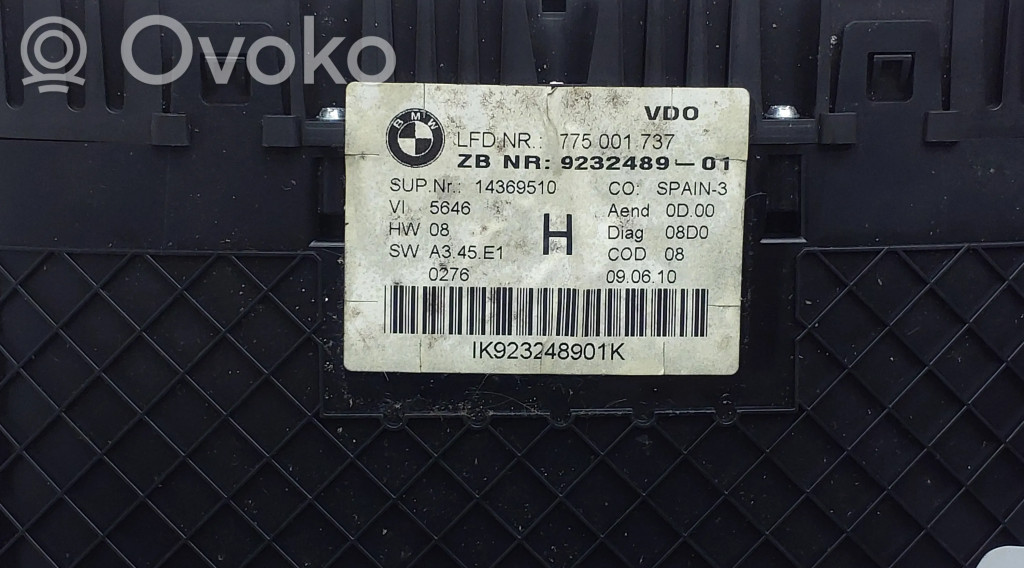 Ovoko
R
BMW
VDO
LFD NR.: 775 001 737
ZB NR: 9232489-01
SUP.Nr.: 14369510 CO: SPAIN-3
VI 5646 Aend 0D.00
HW 08 H Diag 08D0
SW A3.45.E1 COD 08
0276 09.06.10
IK923248901K